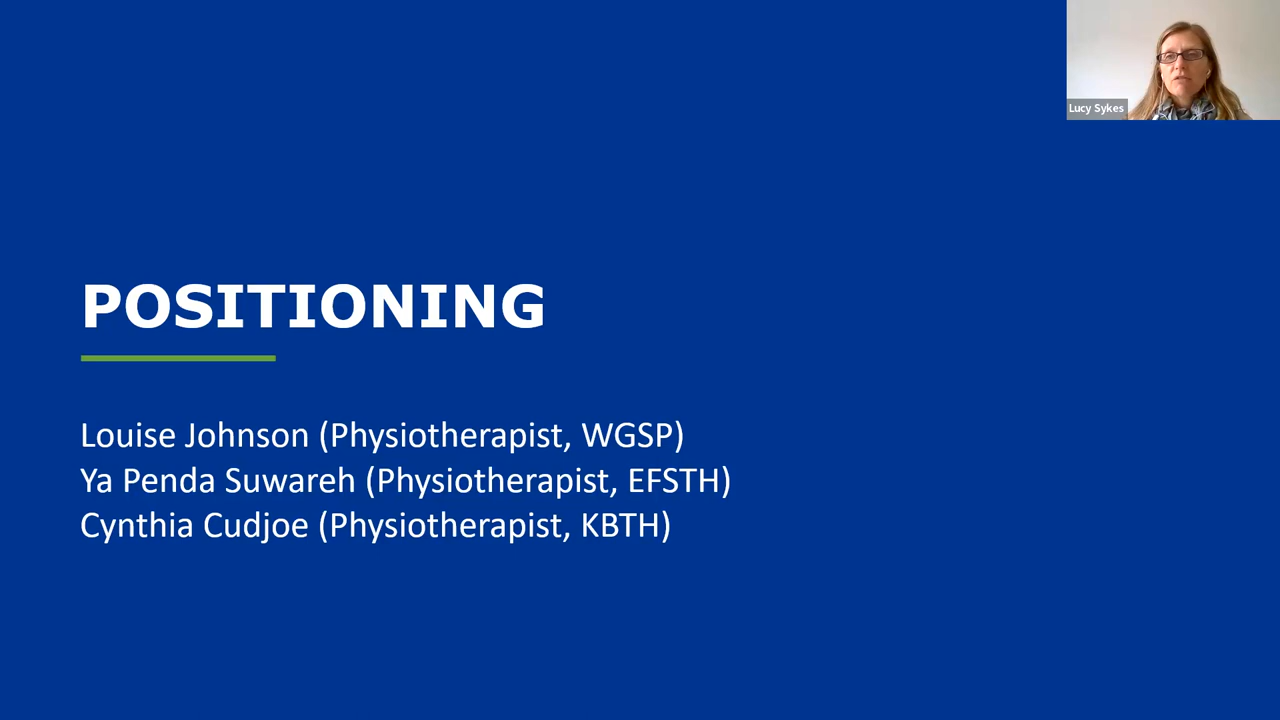 Lucy Sykes
POSITIONING
Louise Johnson (Physiotherapist, WGSP)
Ya Penda Suwareh (Physiotherapist, EFSTH)
Cynthia Cudjoe (Physiotherapist, KBTH)